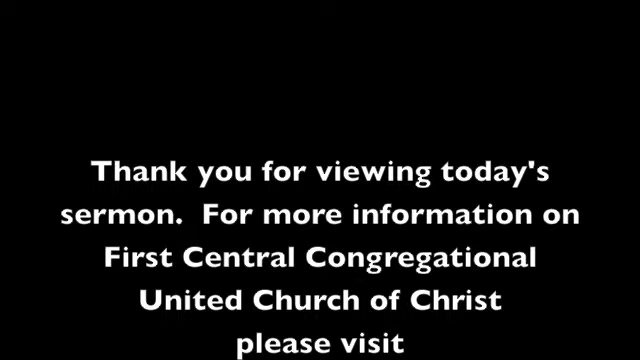 Thank you for viewing today's
sermon.  For more information on
First Central Congregational
United Church of Christ
please visit